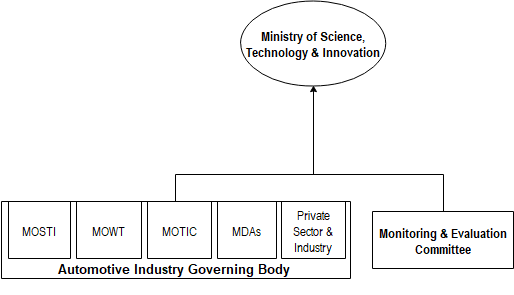 Ministry of Science,
Technology & Innovation
MOSTI
MOWT
MOTIC
MDAs
Private
Sector &
Industry
Automotive Industry Governing Body
Monitoring & Evaluation
Committee